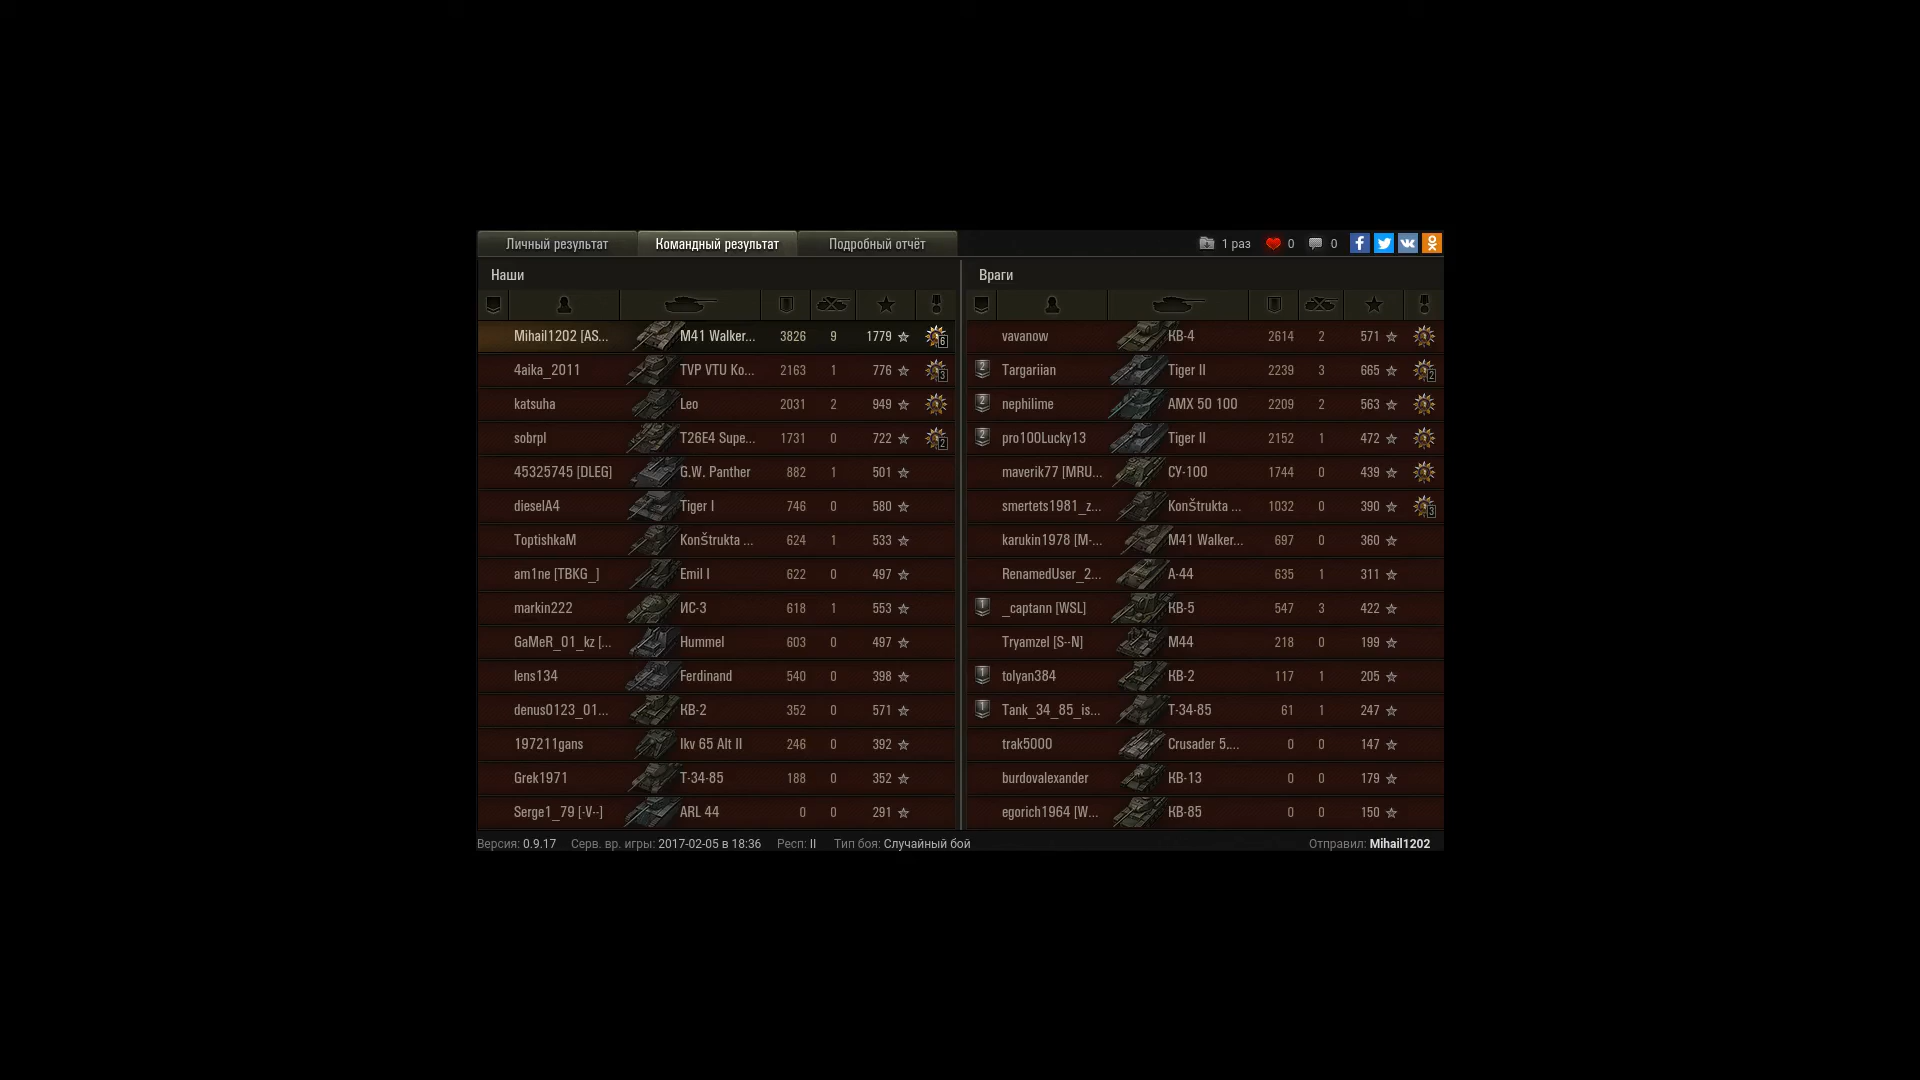 Личный результат Командный результат Подробный отчёт 1 раз 0 0
Наши Враги
Mihail1202 [AS... M41 Walker... 3826 9 1779 6 vavanow КВ-4 2614 2 571
4aika_2011 TVP VTU Ko... 2163 1 776 3 2 Targariian Tiger II 2239 3 665 2
katsuha Leo 2031 2 949 2 nephilime AMX 50 100 2209 2 563
sobrpl T26E4 Supe... 1731 0 722 2 2 pro100Lucky13 Tiger II 2152 1 472
45325745 [DLEG] G.W. Panther 882 1 501 maverik77 [MRU... СУ-100 1744 0 439
dieselA4 Tiger I 746 0 580 smertets1981_z... KonŠtrukta ... 1032 0 390 3
ToptishkaM KonŠtrukta ... 624 1 533 karukin1978 [M-... M41 Walker... 697 0 360
am1ne [TBKG_] Emil I 622 0 497 RenamedUser_2... А-44 635 1 311
markin222 ИС-3 618 1 553 1 _captann [WSL] КВ-5 547 3 422
GaMeR_01_kz [... Hummel 603 0 497 Tryamzel [S--N] M44 218 0 199
lens134 Ferdinand 540 0 398 1 tolyan384 КВ-2 117 1 205
denus0123_01... КВ-2 352 0 571 1 Tank_34_85_is... Т-34-85 61 1 247
197211gans Ikv 65 Alt II 246 0 392 trak5000 Crusader 5,... 0 0 147
Grek1971 Т-34-85 188 0 352 burdovalexander КВ-13 0 0 179
Serge1_79 [-V--] ARL 44 0 0 291 egorich1964 [W... КВ-85 0 0 150
Версия: 0.9.17 Серв. вр. игры: 2017-02-05 в 18:36 Респ: II Тип боя: Случайный бой Отправил: Mihail1202